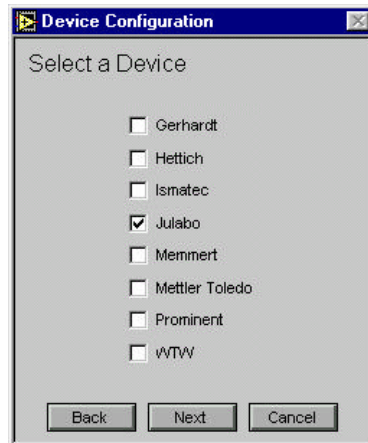 Device Configuration
Select a Device
Gerhardt
Hettich
Ismatec
Julabo
Memmert
Mettler Toledo
Prominent
WTW
Back Next Cancel